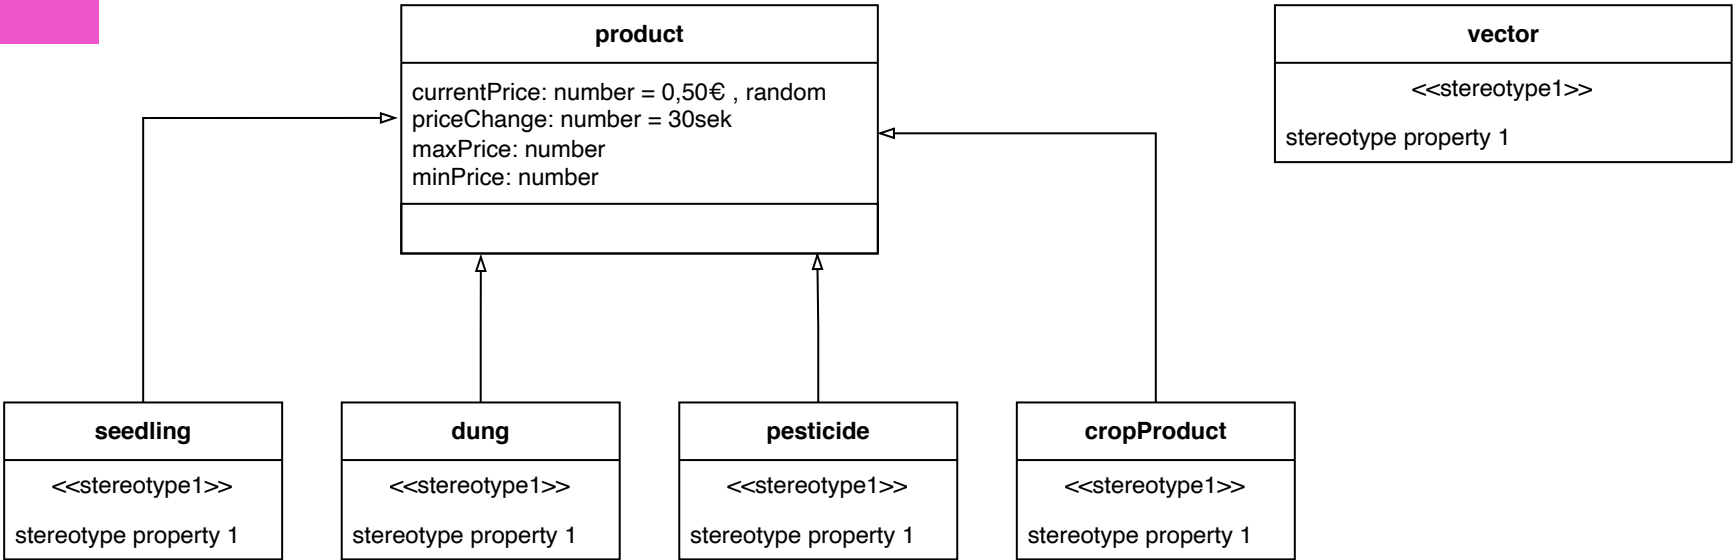 product
currentPrice: number = 0,50€ , random
priceChange: number = 30sek
maxPrice: number
minPrice: number
vector
<<stereotype1>>
stereotype property 1
seedling
<<stereotype1>>
stereotype property 1
dung
<<stereotype1>>
stereotype property 1
pesticide
<<stereotype1>>
stereotype property 1
cropProduct
<<stereotype1>>
stereotype property 1